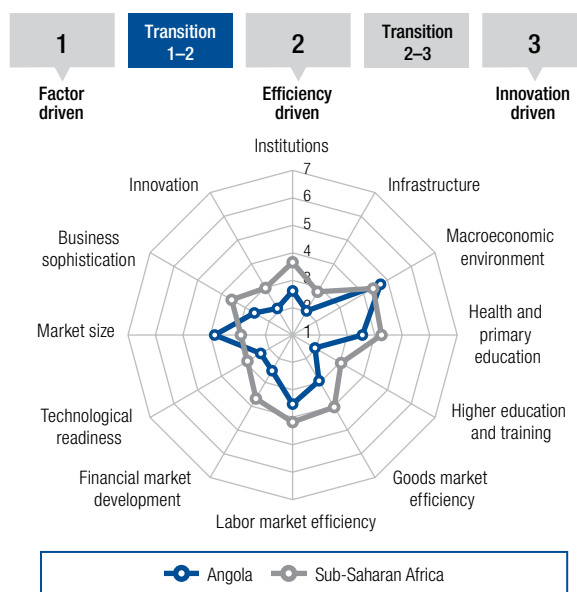 1
Transition
1–2
2
Transition
2–3
3
Factor
driven
Efficiency
driven
Innovation
driven
Institutions
7
6
5
4
3
2
1
Innovation
Infrastructure
Business
sophistication
Macroeconomic
environment
Market size
Health and
primary
education
Technological
readiness
Higher education
and training
Financial market
development
Goods market
efficiency
Labor market efficiency
Angola
Sub-Saharan Africa